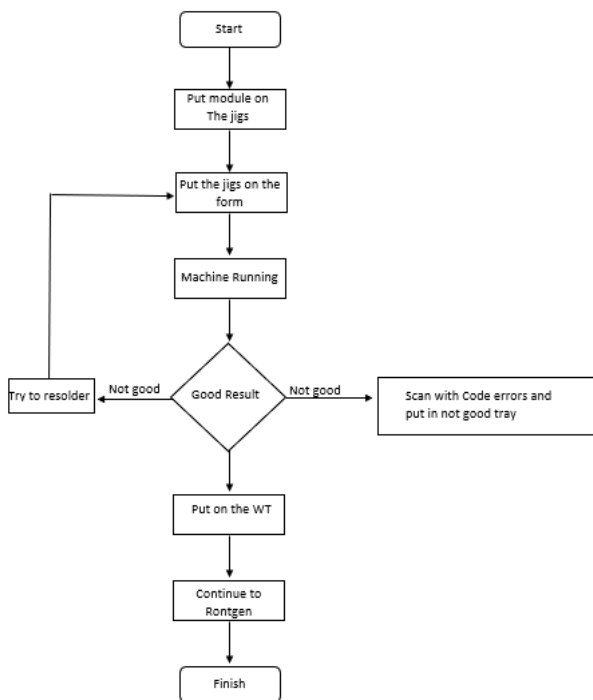 Start
Put module on
The jigs
Put the jigs on the
form
Machine Running
Try to resolder
Not good
Good Result
Not good
Scan with Code errors and
put in not good tray
Put on the WT
Continue to
Rontgen
Finish